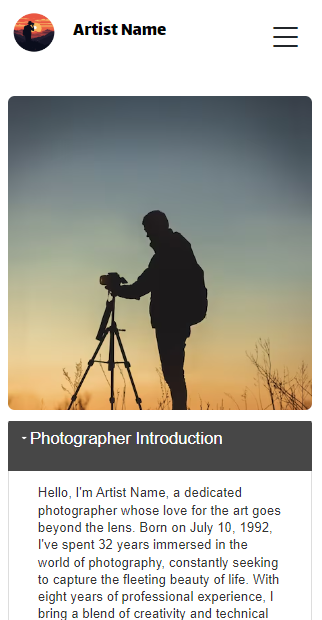 Artist Name
Photographer Introduction
Hello, I'm Artist Name, a dedicated
photographer whose love for the art goes
beyond the lens. Born on July 10, 1992,
I've spent 32 years immersed in the
world of photography, constantly seeking
to capture the fleeting beauty of life. With
eight years of professional experience, I
bring a blend of creativity and technical